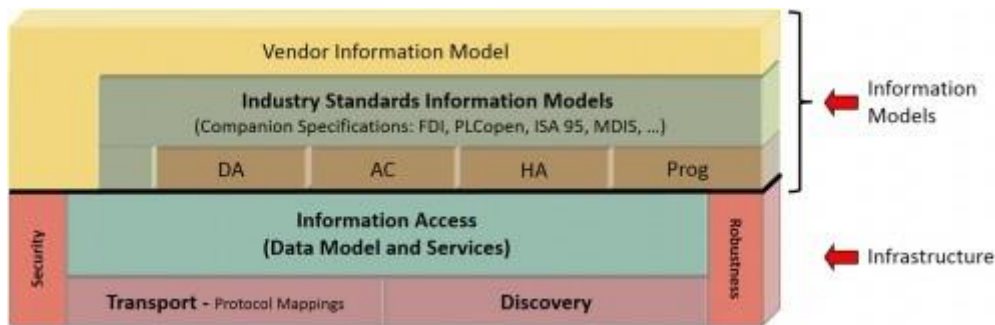 Vendor Information Model
Industry Standards Information Models
(Companion Specifications: FDI, PLCopen, ISA 95, MDIS, ...)
DA
AC
HA
Prog
Information
Models
Security
Information Access
(Data Model and Services)
Robustness
Infrastructure
Transport - Protocol Mappings
Discovery